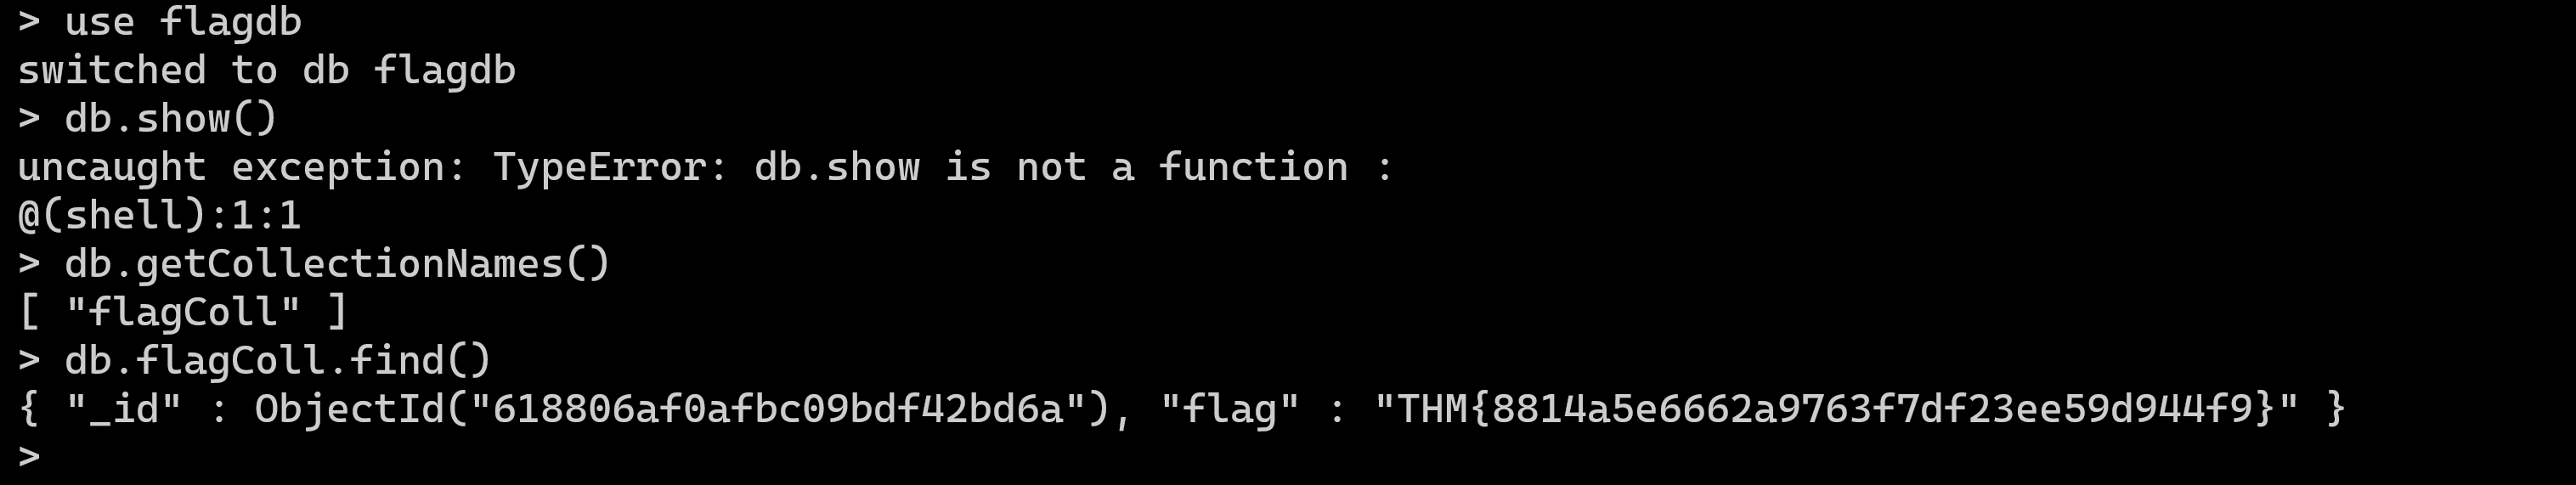 > use flagdb
switched to db flagdb
> db.show()
uncaught exception: TypeError: db.show is not a function :
@(shell):1:1
> db.getCollectionNames()
[ "flagColl" ]
> db.flagColl.find()
{ "_id" : ObjectId("618806af0afbc09bdf42bd6a"), "flag" : "THM{8814a5e6662a9763f7df23ee59d944f9}" }
>